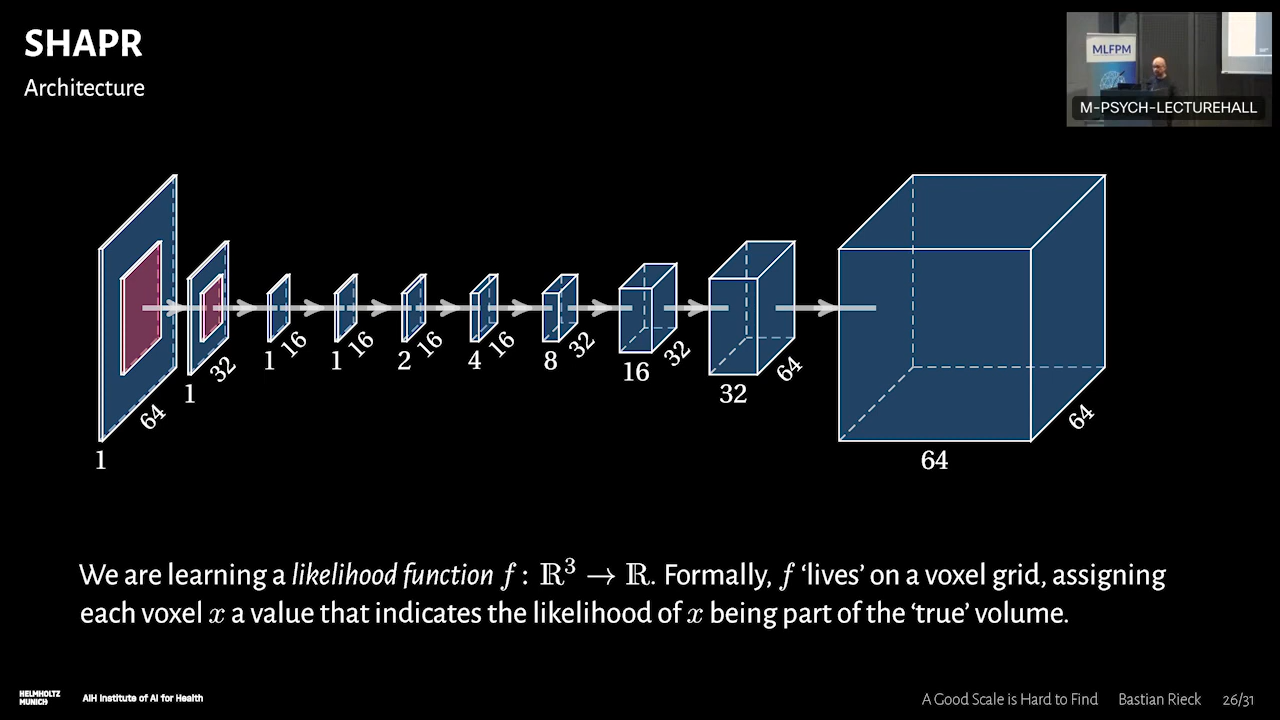 SHAPR
Architecture
MLFPM
M-PSYCH-LECTUREHALL
1
64
1
32
1
16
1
16
2
16
4
16
8
32
16
32
32
64
64
64
We are learning a likelihood function f : ℝ³ → ℝ. Formally, f ‘lives’ on a voxel grid, assigning
each voxel x a value that indicates the likelihood of x being part of the ‘true’ volume.
HELMHOLTZ
MUNICH
AIH Institute of AI for Health
A Good Scale is Hard to Find Bastian Rieck 26/31